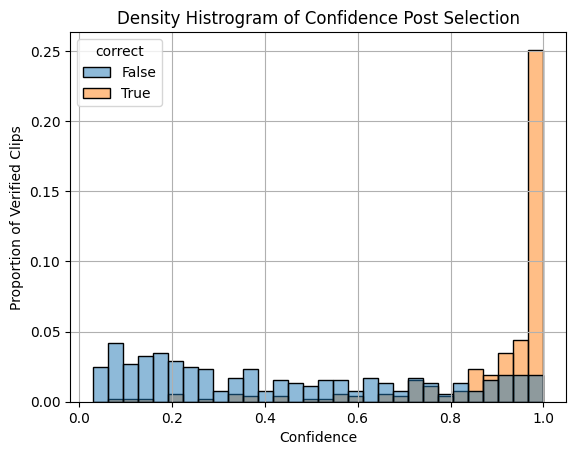 Density Histrogram of Confidence Post Selection
correct
False
True
Proportion of Verified Clips
0.25
0.20
0.15
0.10
0.05
0.00
0.0 0.2 0.4 0.6 0.8 1.0
Confidence